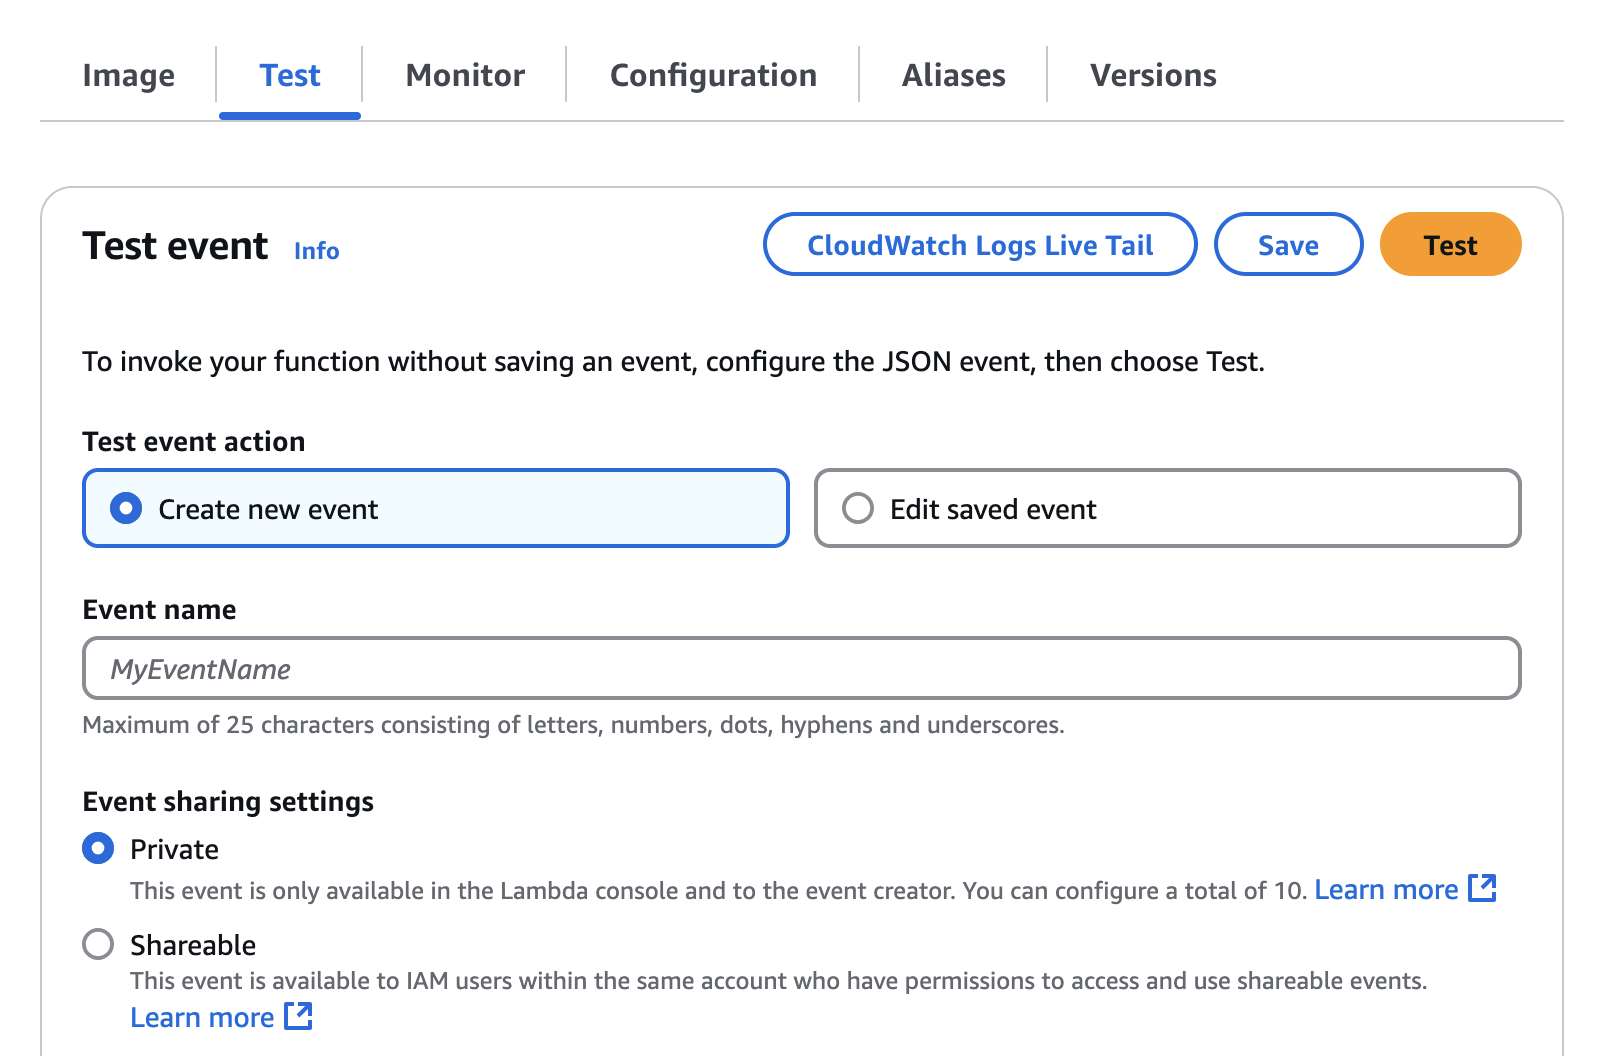 Image Test Monitor Configuration Aliases Versions
Test event Info CloudWatch Logs Live Tail Save Test
To invoke your function without saving an event, configure the JSON event, then choose Test.
Test event action
Create new event Edit saved event
Event name
MyEventName
Maximum of 25 characters consisting of letters, numbers, dots, hyphens and underscores.
Event sharing settings
Private
This event is only available in the Lambda console and to the event creator. You can configure a total of 10. Learn more
Shareable
This event is available to IAM users within the same account who have permissions to access and use shareable events.
Learn more